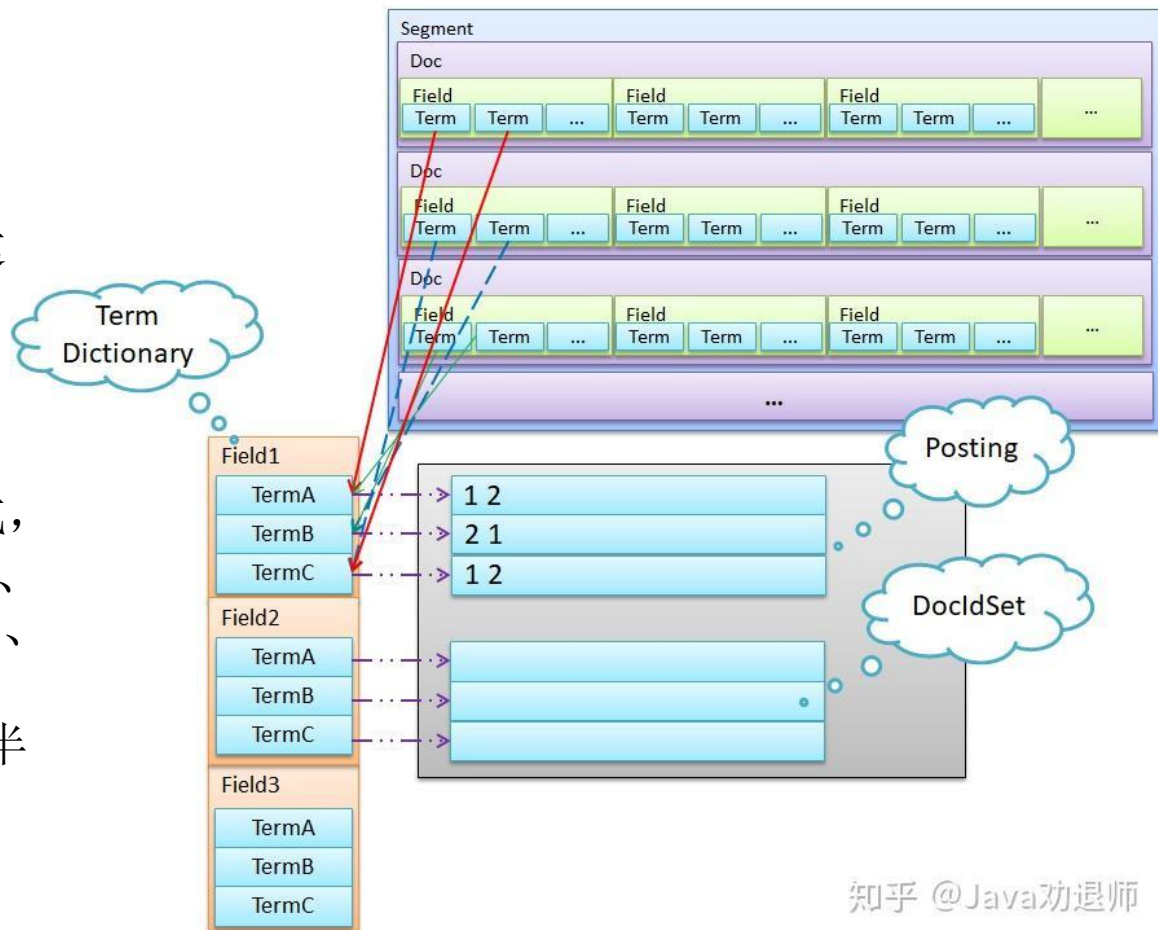 Segment
Doc
Field Field Field
Term Term ... Term Term ... Term Term ... ...
Doc
Field Field Field
Term Term ... Term Term ... Term Term ... ...
Doc
Field Field Field
Term Term ... Term Term ... Term Term ... ...
...
Term
Dictionary
Posting
DocIdSet
Field1
TermA 1 2
TermB 2 1
TermC 1 2
Field2
TermA
TermB
TermC
Field3
TermA
TermB
TermC
,
、
、
半
知乎 @Java劝退师